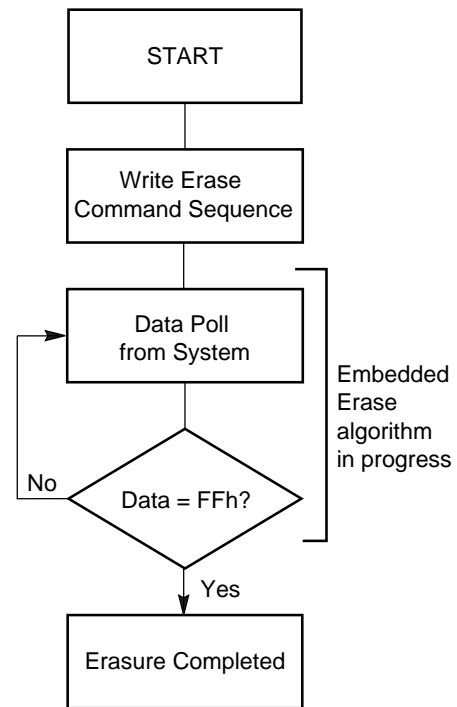 START
Write Erase
Command Sequence
Data Poll
from System
Embedded
Erase
algorithm
in progress
No
Data = FFh?
Yes
Erasure Completed